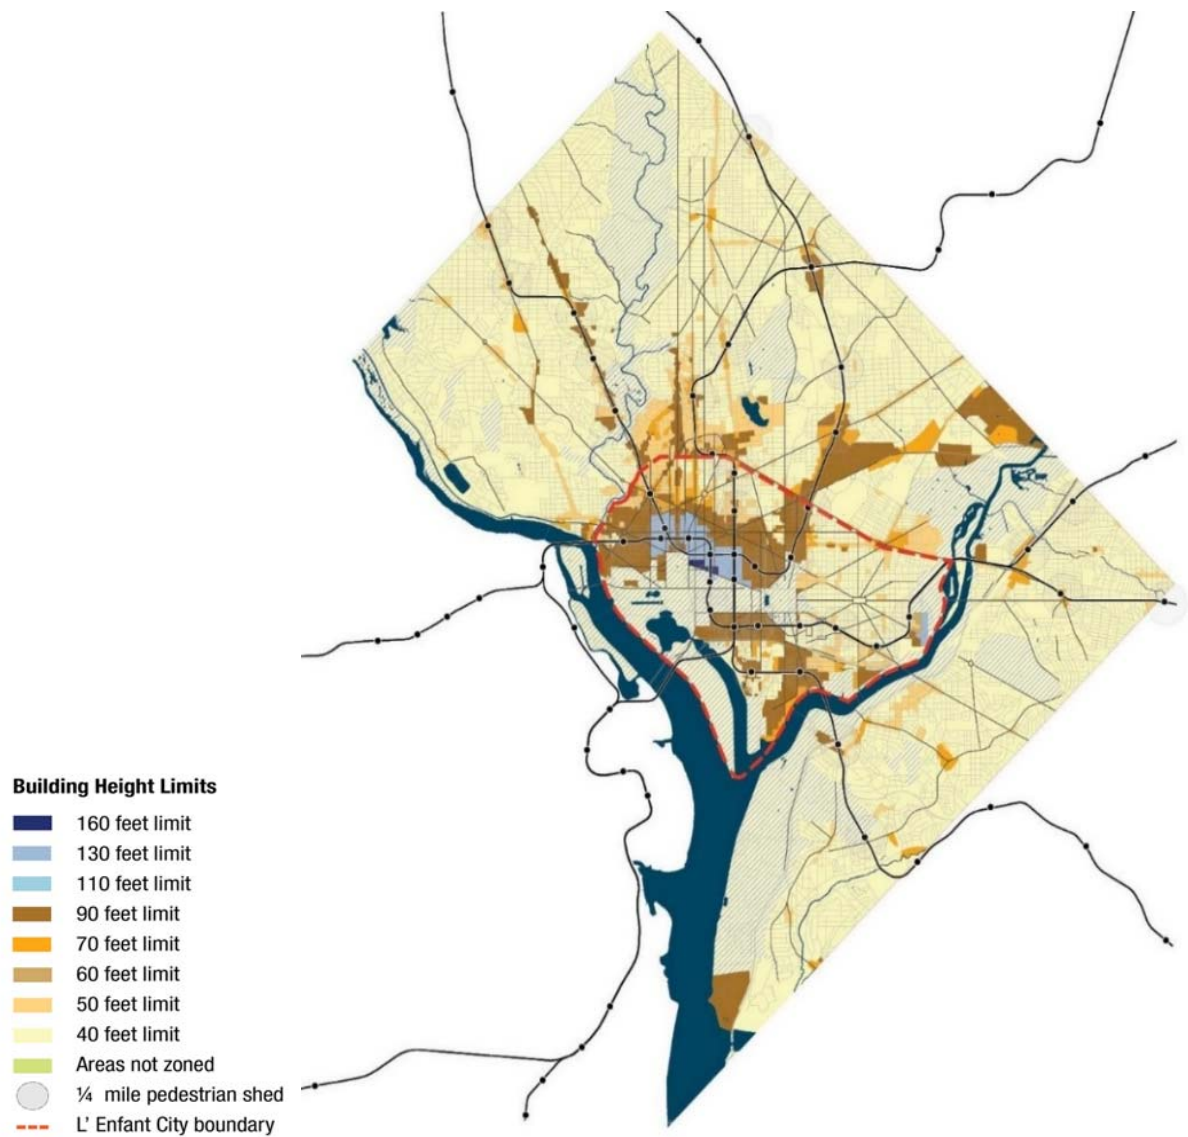 Building Height Limits
160 feet limit
130 feet limit
110 feet limit
90 feet limit
70 feet limit
60 feet limit
50 feet limit
40 feet limit
Areas not zoned
¼ mile pedestrian shed
L' Enfant City boundary